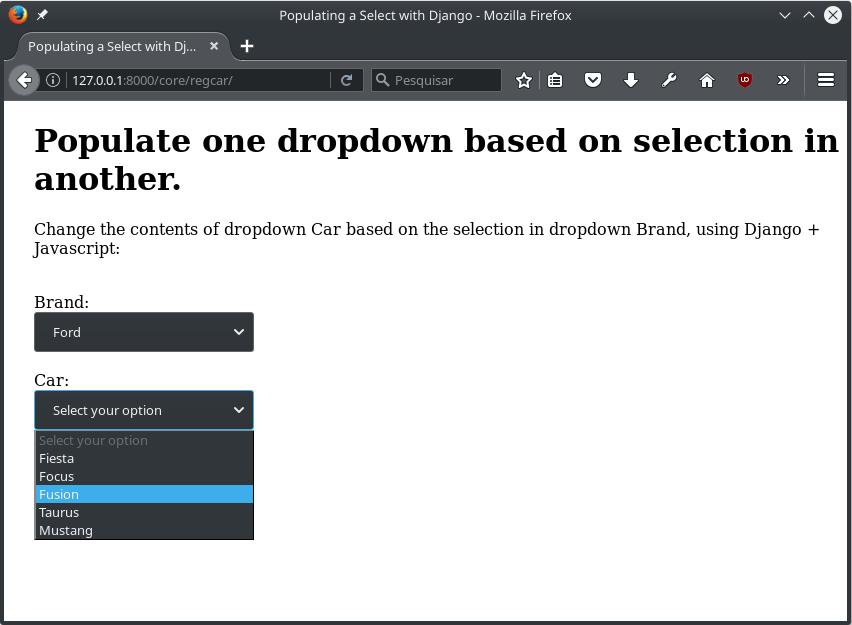 Populating a Select with Django - Mozilla Firefox
Populating a Select with Dj...
127.0.0.1:8000/core/regcar/
Pesquisar
Populate one dropdown based on selection in
another.
Change the contents of dropdown Car based on the selection in dropdown Brand, using Django +
Javascript:
Brand:
Ford
Car:
Select your option
Select your option
Fiesta
Focus
Fusion
Taurus
Mustang